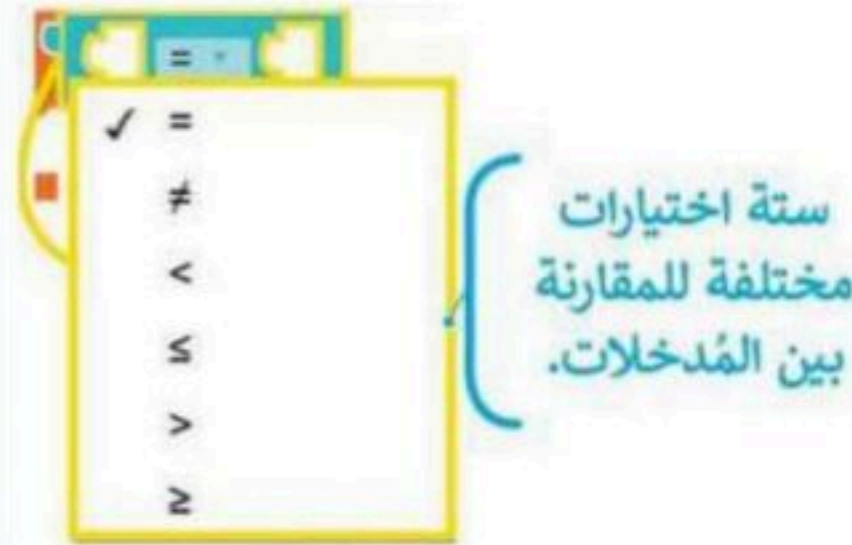 =
✓ =
≠
<
≤
>
≥
ستة اختيارات
مختلفة للمقارنة
بين المُدخلات.